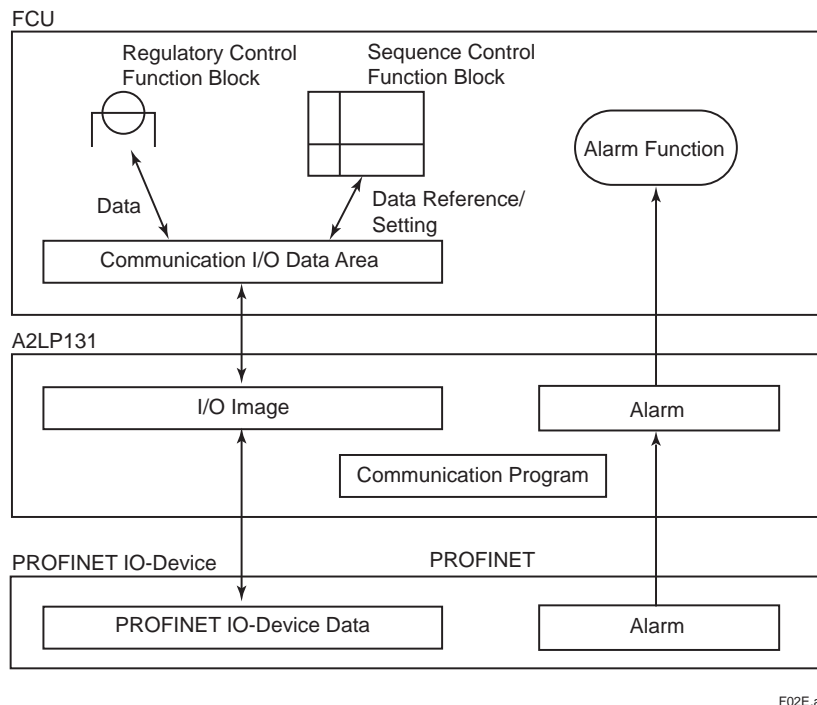 FCU
Regulatory Control
Function Block
Sequence Control
Function Block
Alarm Function
Data
Data Reference/
Setting
Communication I/O Data Area
A2LP131
I/O Image
Alarm
Communication Program
PROFINET IO-Device
PROFINET
PROFINET IO-Device Data
Alarm
F02E.a